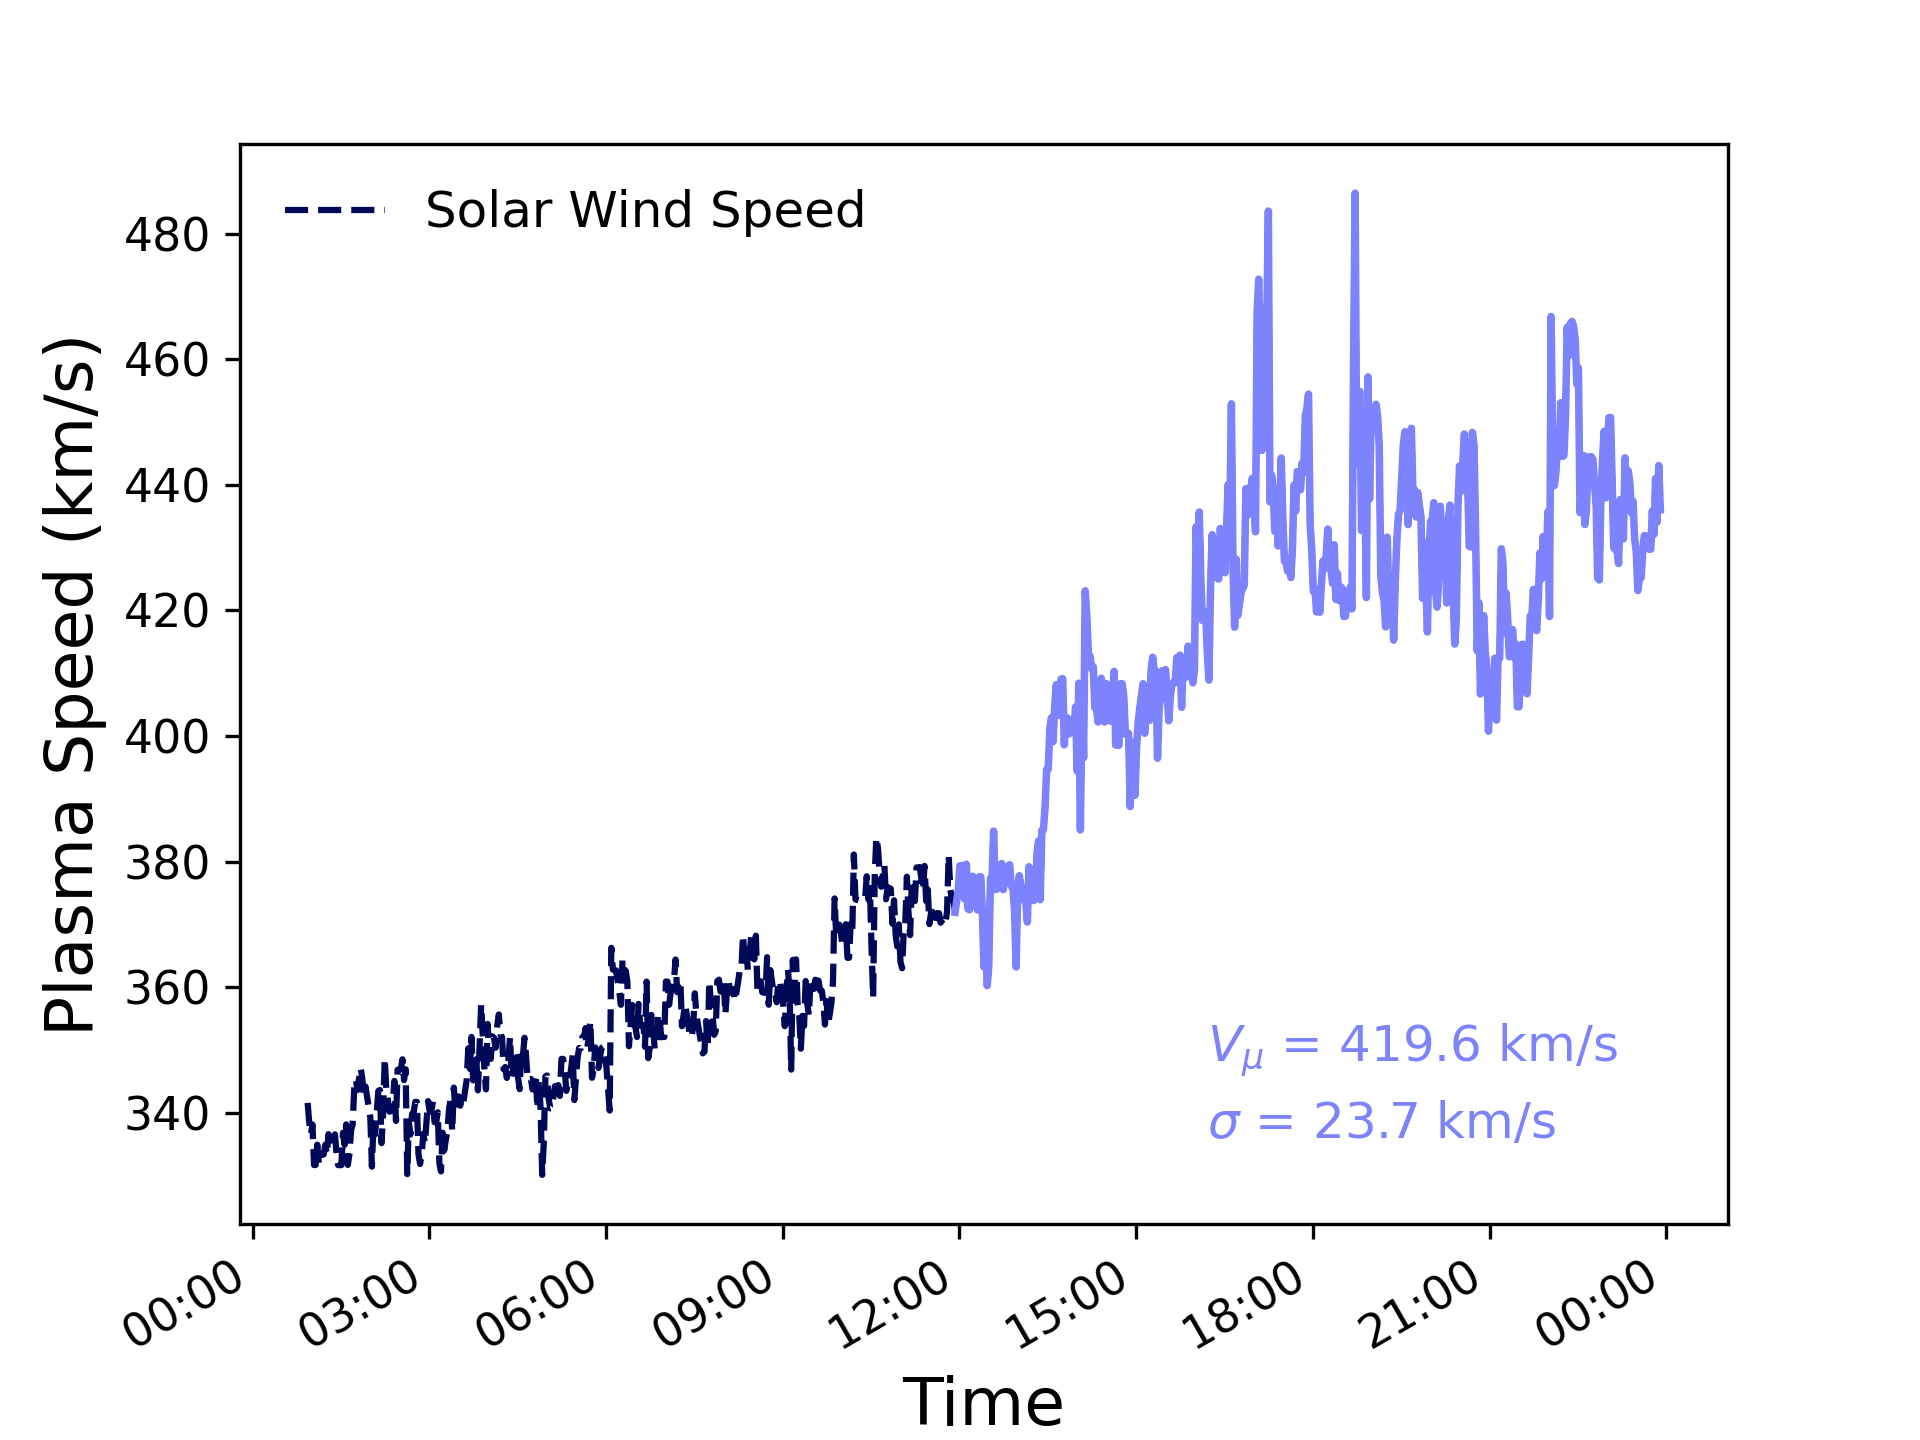 Solar Wind Speed
Plasma Speed (km/s)
480
460
440
420
400
380
360
340
V_μ = 419.6 km/s
σ = 23.7 km/s
00:00 03:00 06:00 09:00 12:00 15:00 18:00 21:00 00:00
Time